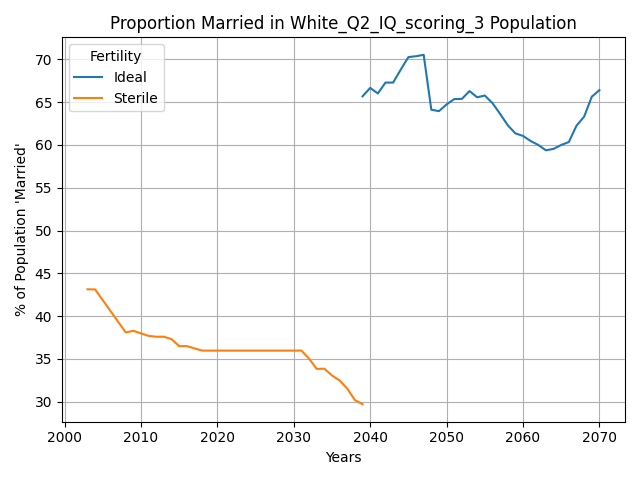 Proportion Married in White_Q2_IQ_scoring_3 Population
Fertility
Ideal
Sterile
% of Population 'Married'
70
65
60
55
50
45
40
35
30
2000 2010 2020 2030 2040 2050 2060 2070
Years